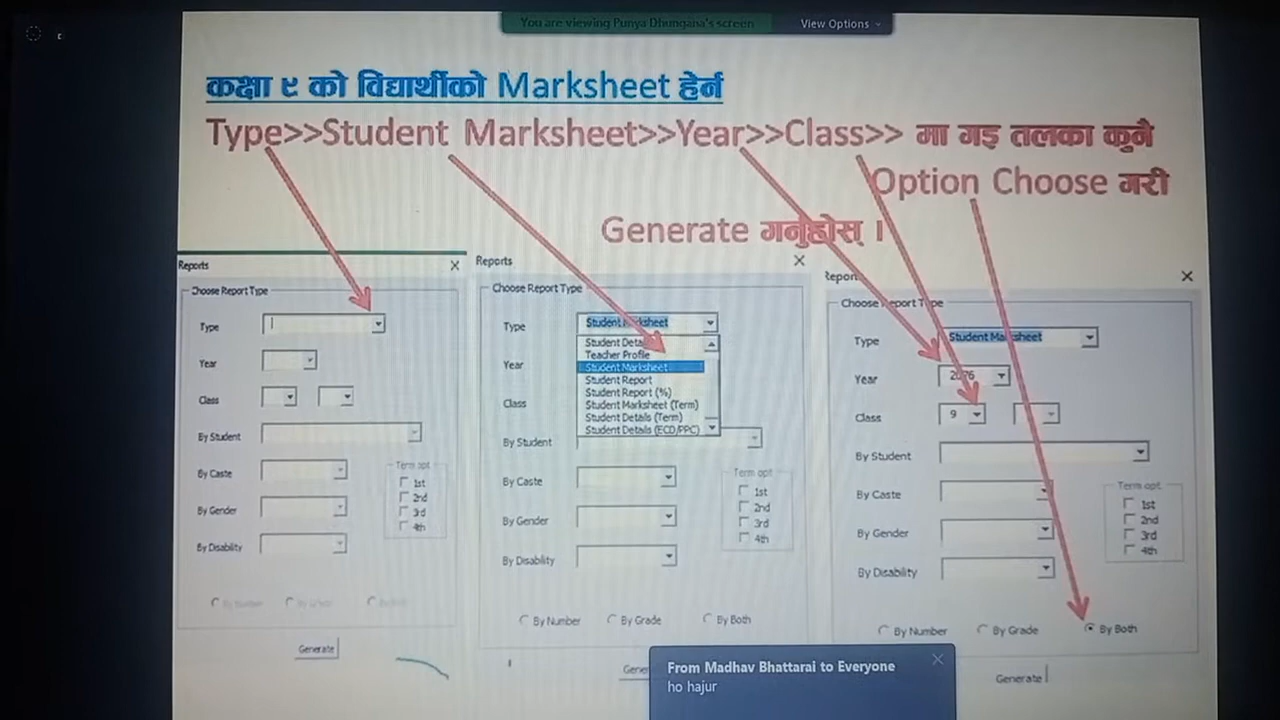 You are viewing Punya Dhungana's screen
View Options
कक्षा ९ को विद्यार्थीको Marksheet हेर्न
Type>>Student Marksheet>>Year>>Class>> मा गइ तलका कुनै
Option Choose गरी
Generate गर्नुहोस् ।
Reports
Choose Report Type
Type
Year
Class
By Student
By Caste
By Gender
By Disability
Term opt
1st
2nd
3rd
4th
Generate
Reports
Choose Report Type
Type
Student Marksheet
Student Detai
Teacher Profile
Student Marksheet
Student Report
Student Report (%)
Student Marksheet (Term)
Student Details (Term)
Student Details (ECD/PPC)
Year
Class
By Student
By Caste
By Gender
By Disability
Term opt
1st
2nd
3rd
4th
By Number
By Grade
By Both
Gener
Report
Choose Report Type
Type
Student Marksheet
Year
2076
Class
9
By Student
By Caste
By Gender
By Disability
Term opt
1st
2nd
3rd
4th
By Number
By Grade
By Both
Generate
From Madhav Bhattarai to Everyone
ho hajur